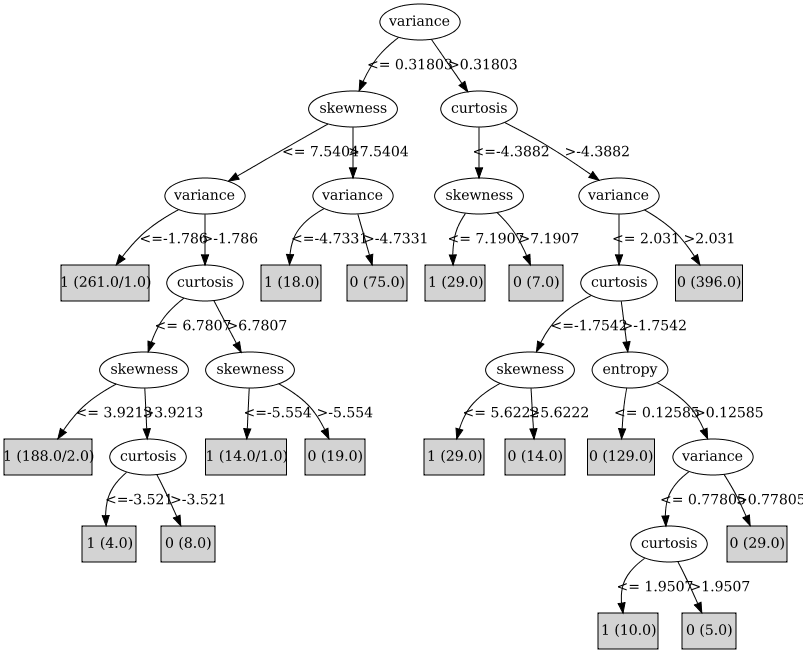 variance
<= 0.31803 >0.31803
skewness curtosis
<= 7.5404 >7.5404 <=-4.3882 >-4.3882
variance variance skewness variance
<=-1.786 >-1.786 <=-4.7331 >-4.7331 <= 7.1907 >7.1907 <= 2.031 >2.031
1 (261.0/1.0) curtosis 1 (18.0) 0 (75.0) 1 (29.0) 0 (7.0) curtosis 0 (396.0)
<= 6.7807 >6.7807 <=-1.7542 >-1.7542
skewness skewness skewness entropy
<= 3.9213 >3.9213 <=-5.554 >-5.554 <= 5.6222 >5.6222 <= 0.12585 >0.12585
1 (188.0/2.0) curtosis 1 (14.0/1.0) 0 (19.0) 1 (29.0) 0 (14.0) 0 (129.0) variance
<=-3.521 >-3.521 <= 0.77805 >0.77805
1 (4.0) 0 (8.0) curtosis 0 (29.0)
<= 1.9507 >1.9507
1 (10.0) 0 (5.0)